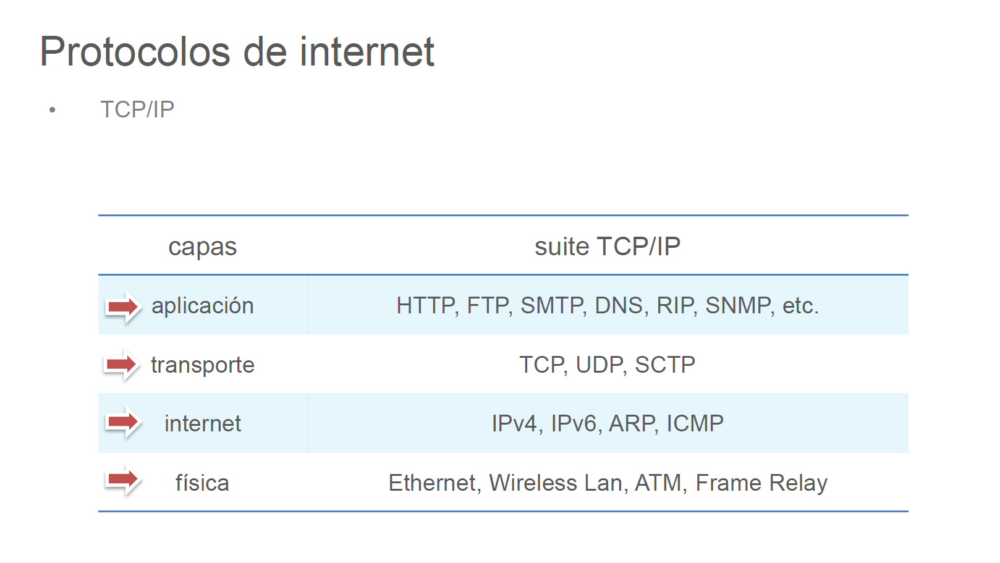 Protocolos de internet
• TCP/IP
capas suite TCP/IP
aplicación HTTP, FTP, SMTP, DNS, RIP, SNMP, etc.
transporte TCP, UDP, SCTP
internet IPv4, IPv6, ARP, ICMP
física Ethernet, Wireless Lan, ATM, Frame Relay